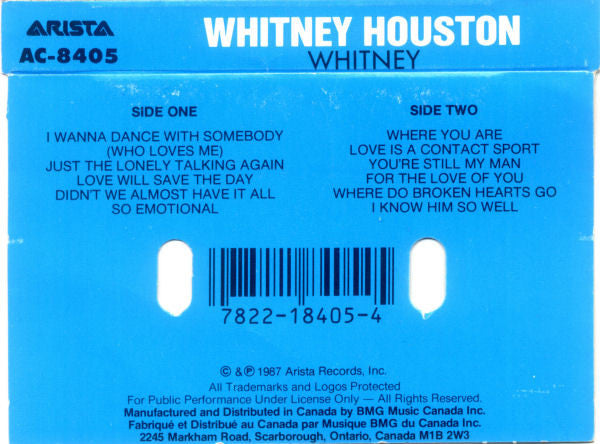 ARISTA
AC-8405
WHITNEY HOUSTON
WHITNEY
SIDE ONE
I WANNA DANCE WITH SOMEBODY
(WHO LOVES ME)
JUST THE LONELY TALKING AGAIN
LOVE WILL SAVE THE DAY
DIDN'T WE ALMOST HAVE IT ALL
SO EMOTIONAL
SIDE TWO
WHERE YOU ARE
LOVE IS A CONTACT SPORT
YOU'RE STILL MY MAN
FOR THE LOVE OF YOU
WHERE DO BROKEN HEARTS GO
I KNOW HIM SO WELL
7822-18405-4
© & ℗ 1987 Arista Records, Inc.
All Trademarks and Logos Protected
For Public Performance Under License Only — All Rights Reserved.
Manufactured and Distributed in Canada by BMG Music Canada Inc.
Fabriqué et Distribué au Canada par Musique BMG du Canada Inc.
2245 Markham Road, Scarborough, Ontario, Canada M1B 2W3